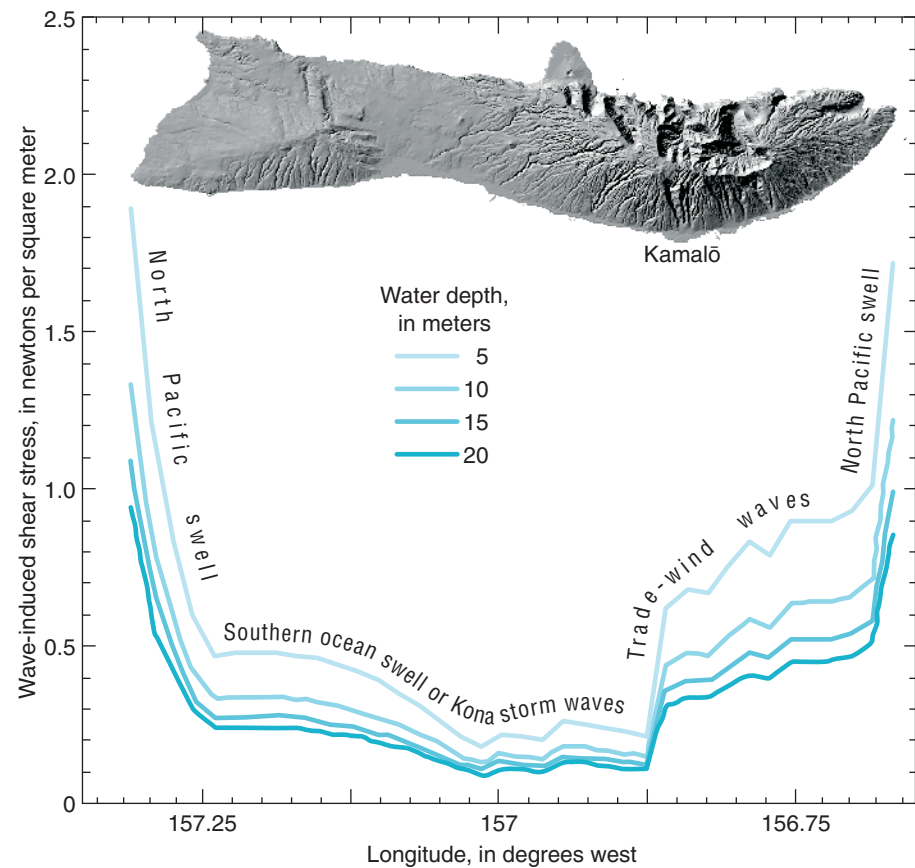 2.5
2.0
1.5
1.0
0.5
0
Wave-induced shear stress, in newtons per square meter
Kamalō
Water depth,
in meters
5
10
15
20
North Pacific swell
Southern ocean swell or Kona storm waves
Trade-wind waves
North Pacific swell
157.25
157
156.75
Longitude, in degrees west